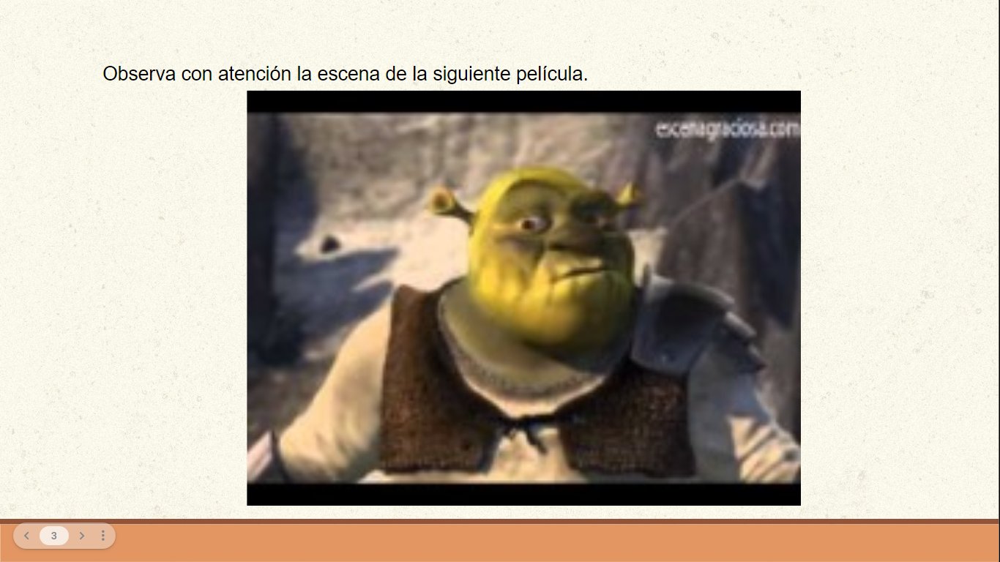 Observa con atención la escena de la siguiente película.
escenagraciosa.com
3